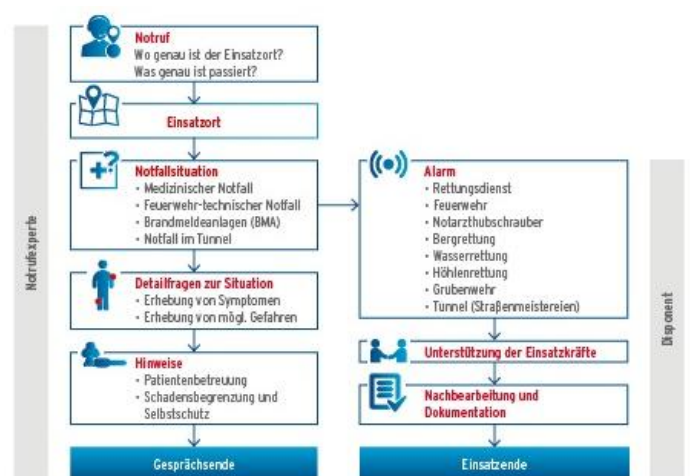 Notrufexperte
Notruf
Wo genau ist der Einsatzort?
Was genau ist passiert?
Einsatzort
Notfallsituation
• Medizinischer Notfall
• Feuerwehr-technischer Notfall
• Brandmeldeanlagen (BMA)
• Notfall im Tunnel
Detailfragen zur Situation
• Erhebung von Symptomen
• Erhebung von mögl. Gefahren
Hinweise
• Patientenbetreuung
• Schadensbegrenzung und
Selbstschutz
Gesprächsende
Alarm
• Rettungsdienst
• Feuerwehr
• Notarzthubschrauber
• Bergrettung
• Wasserrettung
• Höhlenrettung
• Grubenwehr
• Tunnel (Straßenmeistereien)
Unterstützung der Einsatzkräfte
Nachbearbeitung und
Dokumentation
Einsatzende
Disponent